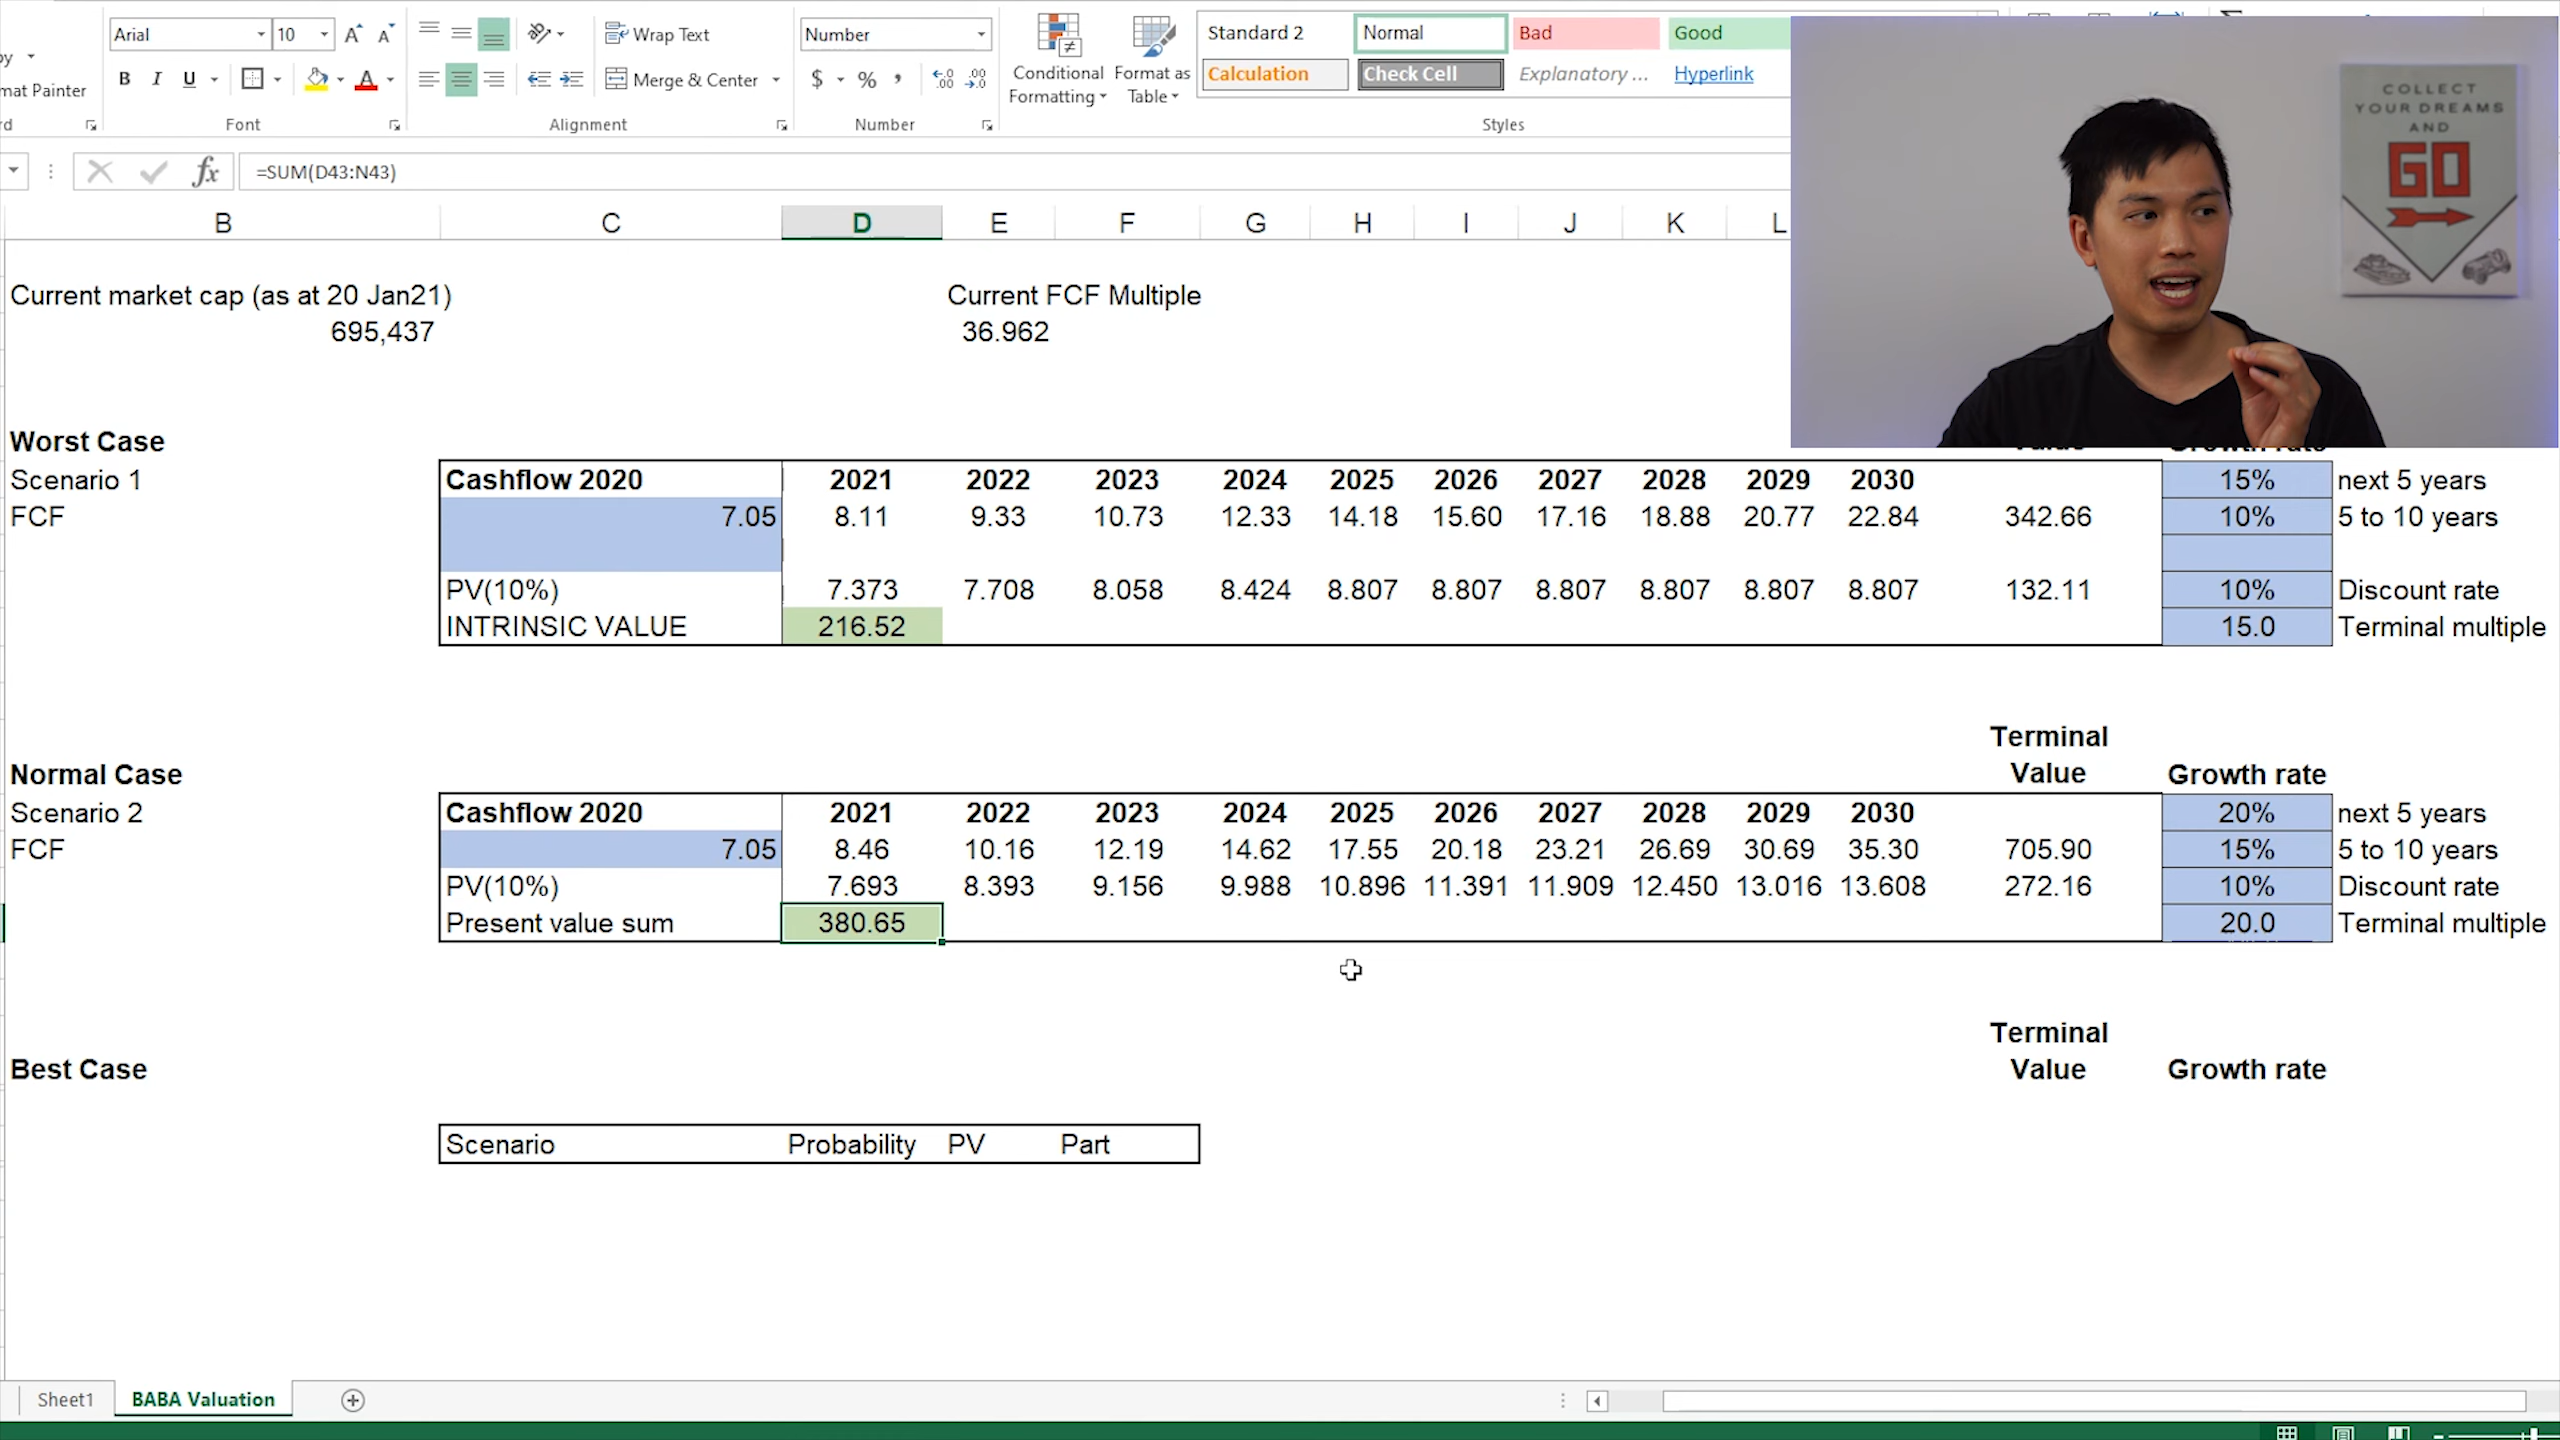 Arial 10 Wrap Text Number Standard 2 Normal Bad Good
mat Painter B I U Merge & Center $ % , Conditional Formatting Format as Table Calculation Check Cell Explanatory ... Hyperlink
Font Alignment Number Styles
fx =SUM(D43:N43)
B C D E F G H I J K L
COLLECT
YOUR DREAMS
AND
GO
Current market cap (as at 20 Jan21) Current FCF Multiple
695,437 36.962
Worst Case
Scenario 1 Cashflow 2020 2021 2022 2023 2024 2025 2026 2027 2028 2029 2030 15% next 5 years
FCF 7.05 8.11 9.33 10.73 12.33 14.18 15.60 17.16 18.88 20.77 22.84 342.66 10% 5 to 10 years
PV(10%) 7.373 7.708 8.058 8.424 8.807 8.807 8.807 8.807 8.807 8.807 132.11 10% Discount rate
INTRINSIC VALUE 216.52 15.0 Terminal multiple
Terminal
Normal Case Value Growth rate
Scenario 2 Cashflow 2020 2021 2022 2023 2024 2025 2026 2027 2028 2029 2030 20% next 5 years
FCF 7.05 8.46 10.16 12.19 14.62 17.55 20.18 23.21 26.69 30.69 35.30 705.90 15% 5 to 10 years
PV(10%) 7.693 8.393 9.156 9.988 10.896 11.391 11.909 12.450 13.016 13.608 272.16 10% Discount rate
Present value sum 380.65 20.0 Terminal multiple
Terminal
Best Case Value Growth rate
Scenario Probability PV Part
Sheet1 BABA Valuation